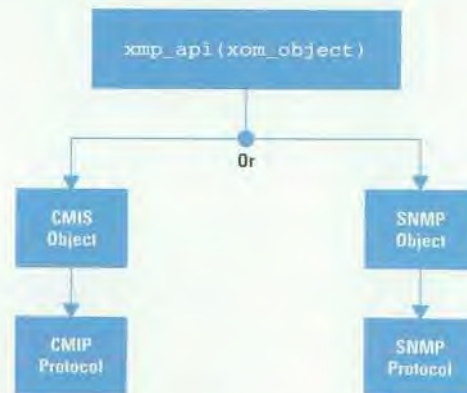 xmp_api(xom_object)
Or
CMIS
Object
SNMP
Object
CMIP
Protocol
SNMP
Protocol